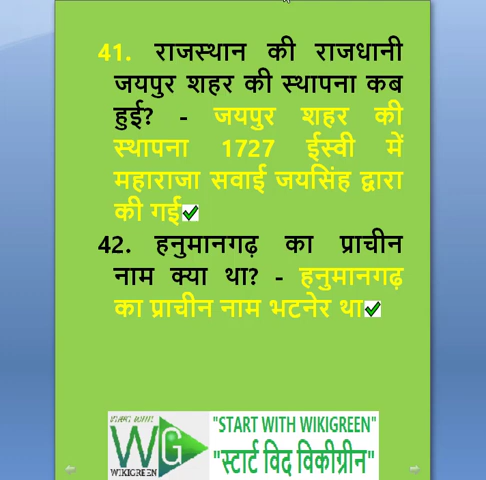 41. राजस्थान की राजधानी
जयपुर शहर की स्थापना कब
हुई? - जयपुर शहर की
स्थापना 1727 ईस्वी में
महाराजा सवाई जयसिंह द्वारा
की गई
42. हनुमानगढ़ का प्राचीन
नाम क्या था? - हनुमानगढ़
का प्राचीन नाम भटनेर था
WG
WIKIGREEN
"START WITH WIKIGREEN"
"स्टार्ट विद विकीग्रीन"